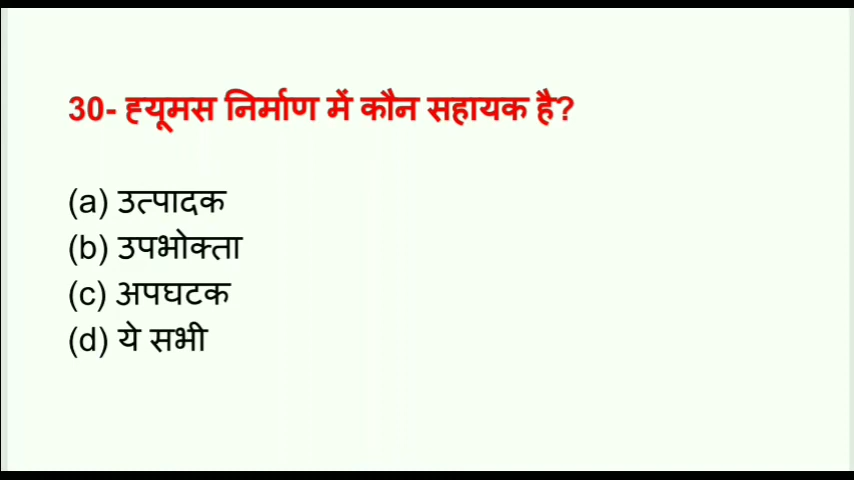 30- ह्यूमस निर्माण में कौन सहायक है?
(a) उत्पादक
(b) उपभोक्ता
(c) अपघटक
(d) ये सभी